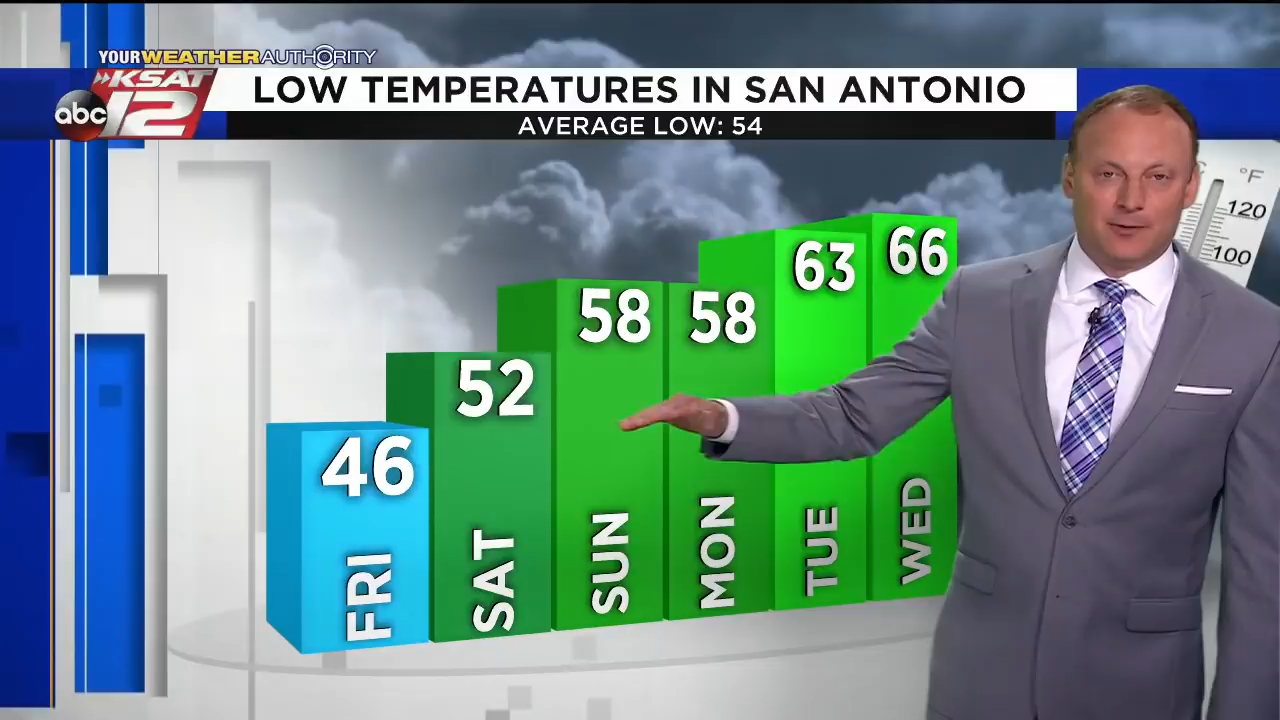 YOURWEATHERAUTHORITY
abc KSAT 12
LOW TEMPERATURES IN SAN ANTONIO
AVERAGE LOW: 54
°F
120
100
46
52
58
58
63
66
FRI
SAT
SUN
MON
TUE
WED